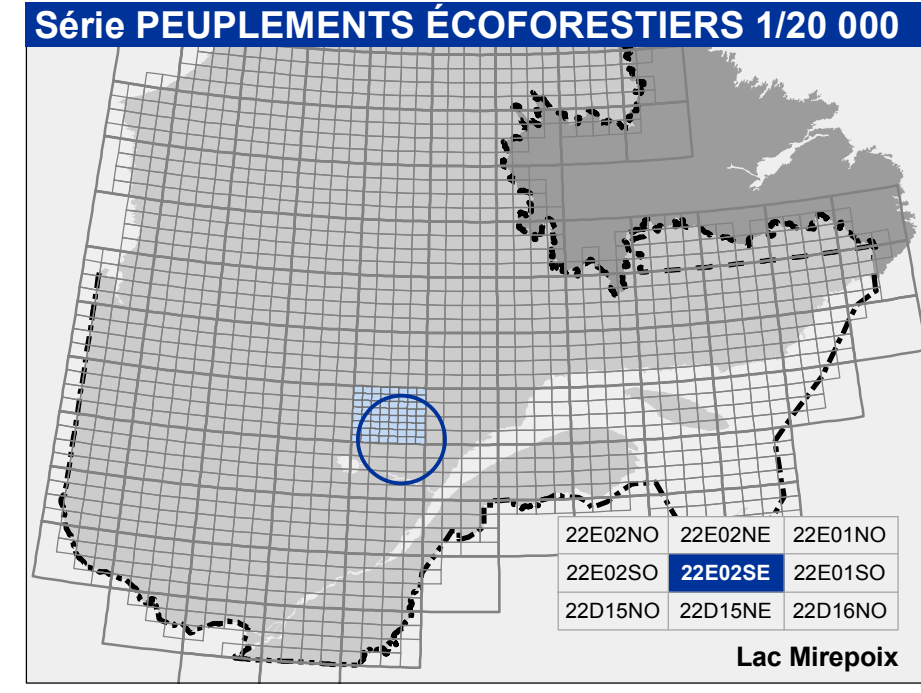 Série PEUPLEMENTS ÉCOFORESTIERS 1/20 000
22E02NO 22E02NE 22E01NO
22E02SO 22E02SE 22E01SO
22D15NO 22D15NE 22D16NO
Lac Mirepoix